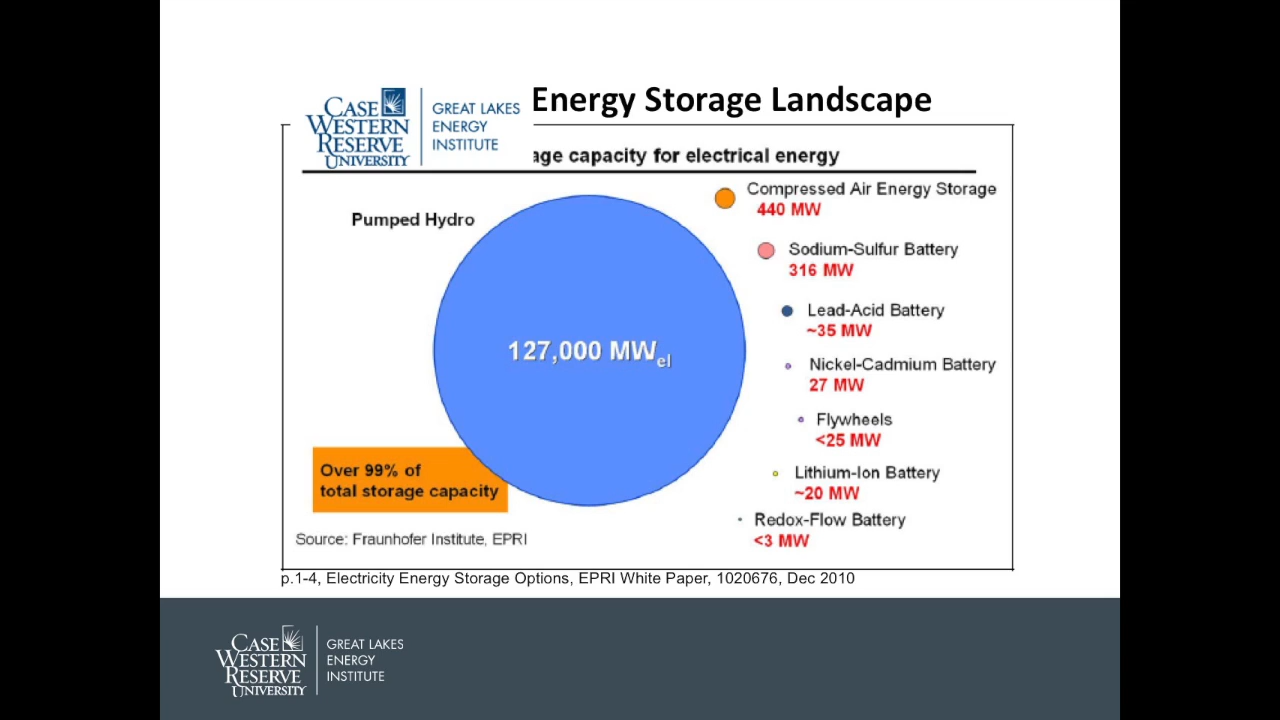 Energy Storage Landscape
CASE
WESTERN
RESERVE
UNIVERSITY
GREAT LAKES
ENERGY
INSTITUTE
age capacity for electrical energy
Pumped Hydro
127,000 MWel
Over 99% of
total storage capacity
Compressed Air Energy Storage
440 MW
Sodium-Sulfur Battery
316 MW
Lead-Acid Battery
~35 MW
Nickel-Cadmium Battery
27 MW
Flywheels
<25 MW
Lithium-Ion Battery
~20 MW
Redox-Flow Battery
<3 MW
Source: Fraunhofer Institute, EPRI
p.1-4, Electricity Energy Storage Options, EPRI White Paper, 1020676, Dec 2010
CASE
WESTERN
RESERVE
UNIVERSITY
GREAT LAKES
ENERGY
INSTITUTE